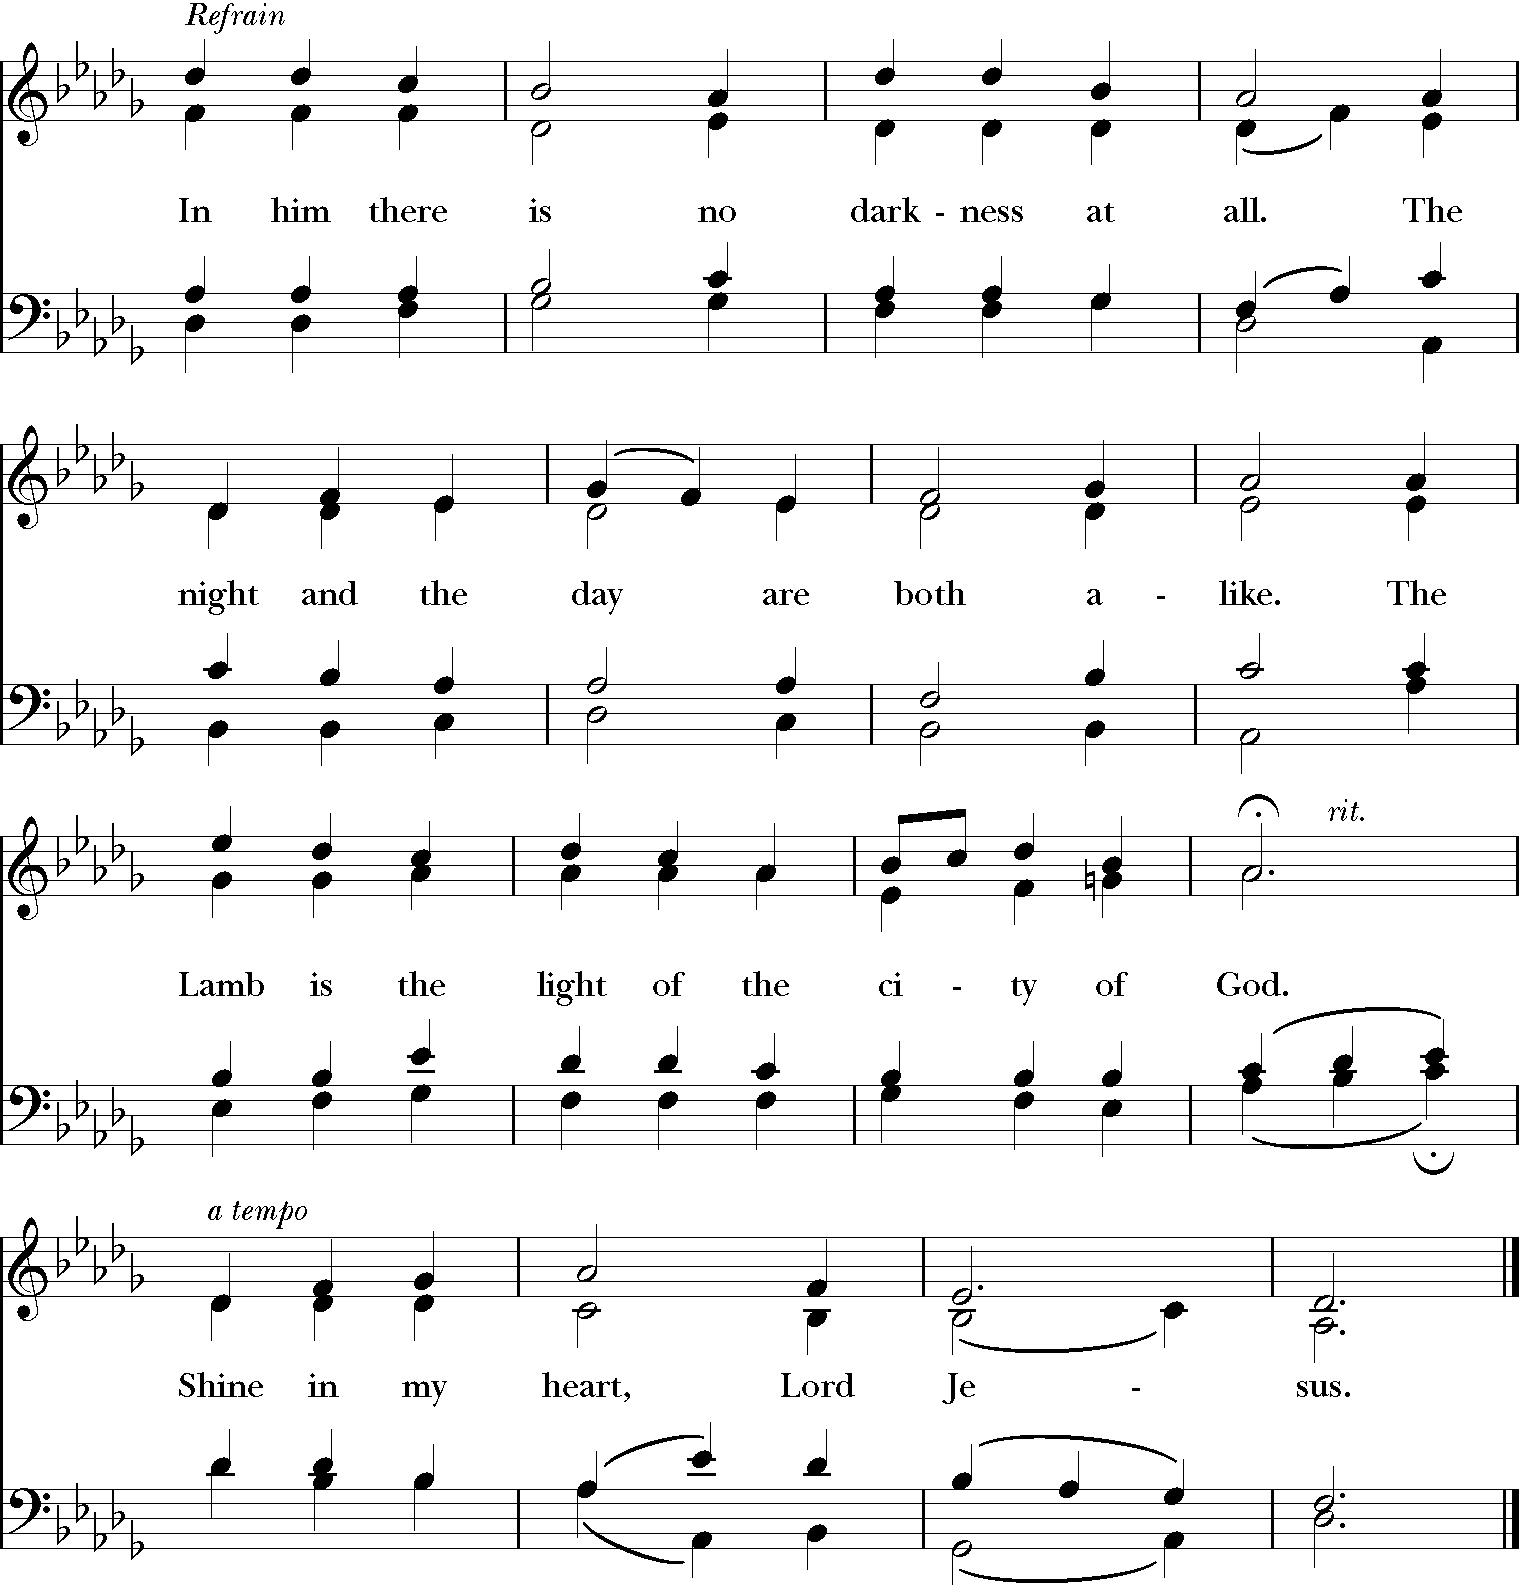 Refrain
In him there is no dark - ness at all. The
night and the day are both a - like. The
rit.
Lamb is the light of the ci - ty of God.
a tempo
Shine in my heart, Lord Je - sus.